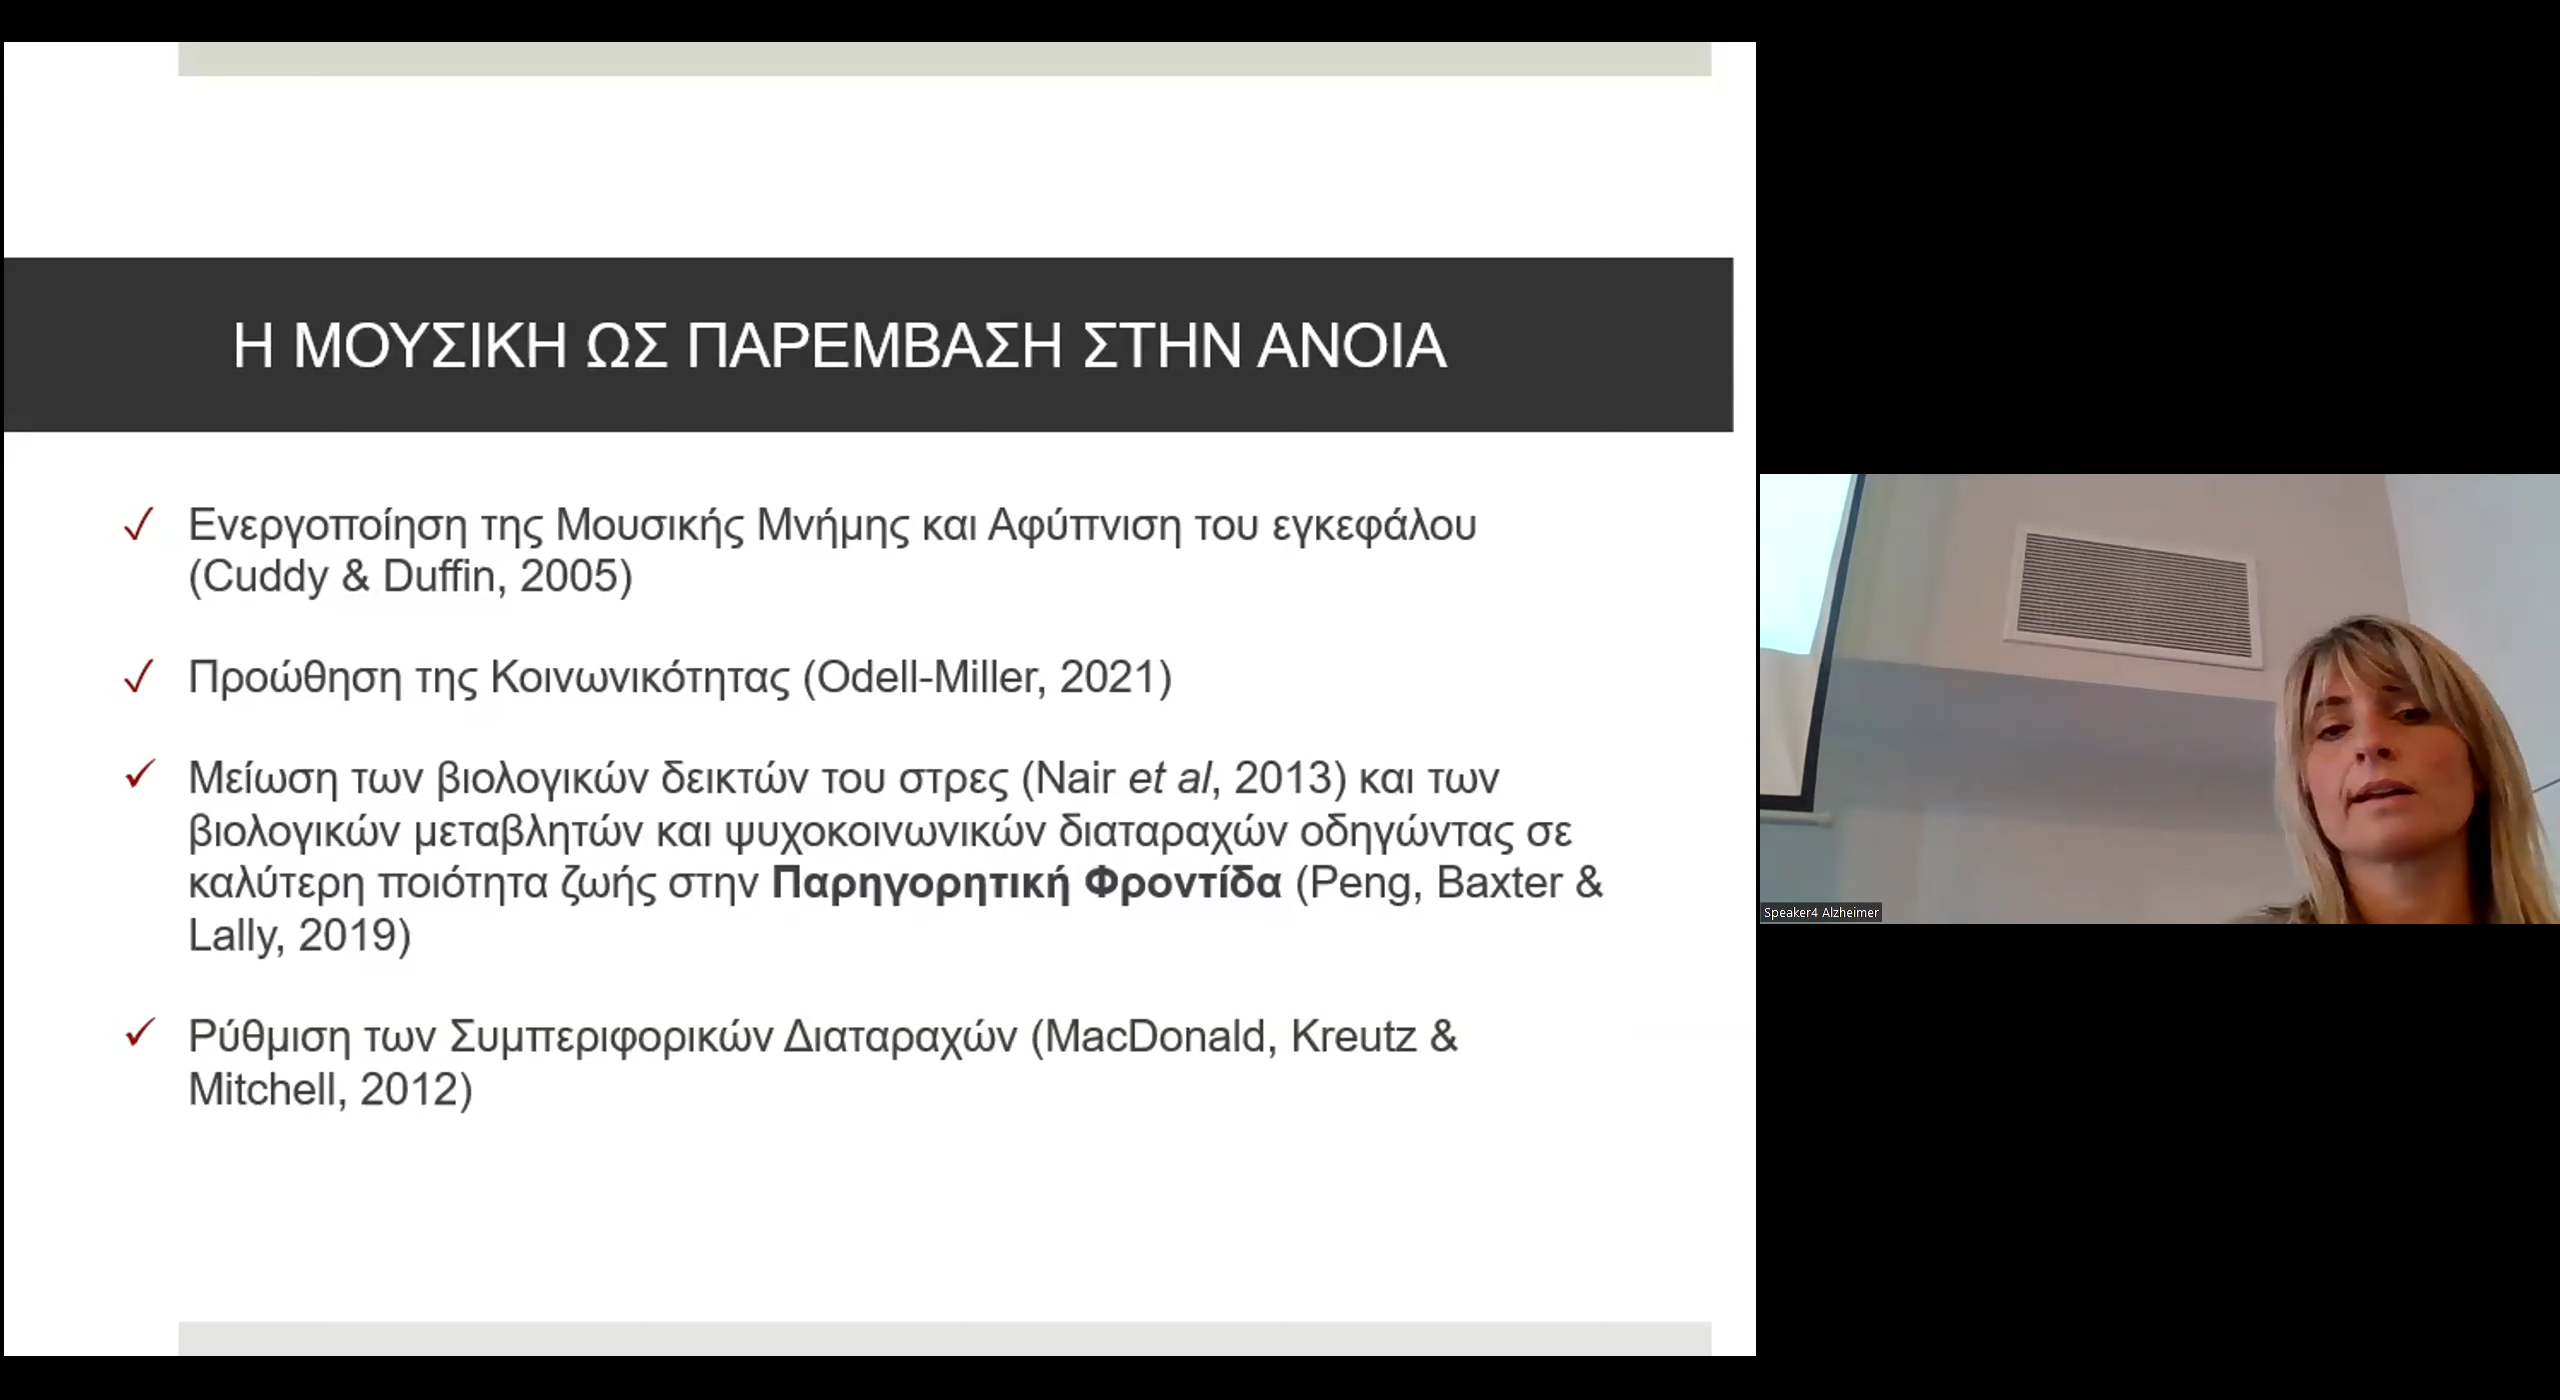 Η ΜΟΥΣΙΚΗ ΩΣ ΠΑΡΕΜΒΑΣΗ ΣΤΗΝ ΑΝΟΙΑ
✓ Ενεργοποίηση της Μουσικής Μνήμης και Αφύπνιση του εγκεφάλου
(Cuddy & Duffin, 2005)
✓ Προώθηση της Κοινωνικότητας (Odell-Miller, 2021)
✓ Μείωση των βιολογικών δεικτών του στρες (Nair et al, 2013) και των
βιολογικών μεταβλητών και ψυχοκοινωνικών διαταραχών οδηγώντας σε
καλύτερη ποιότητα ζωής στην Παρηγορητική Φροντίδα (Peng, Baxter &
Lally, 2019)
✓ Ρύθμιση των Συμπεριφορικών Διαταραχών (MacDonald, Kreutz &
Mitchell, 2012)
Speaker4 Alzheimer